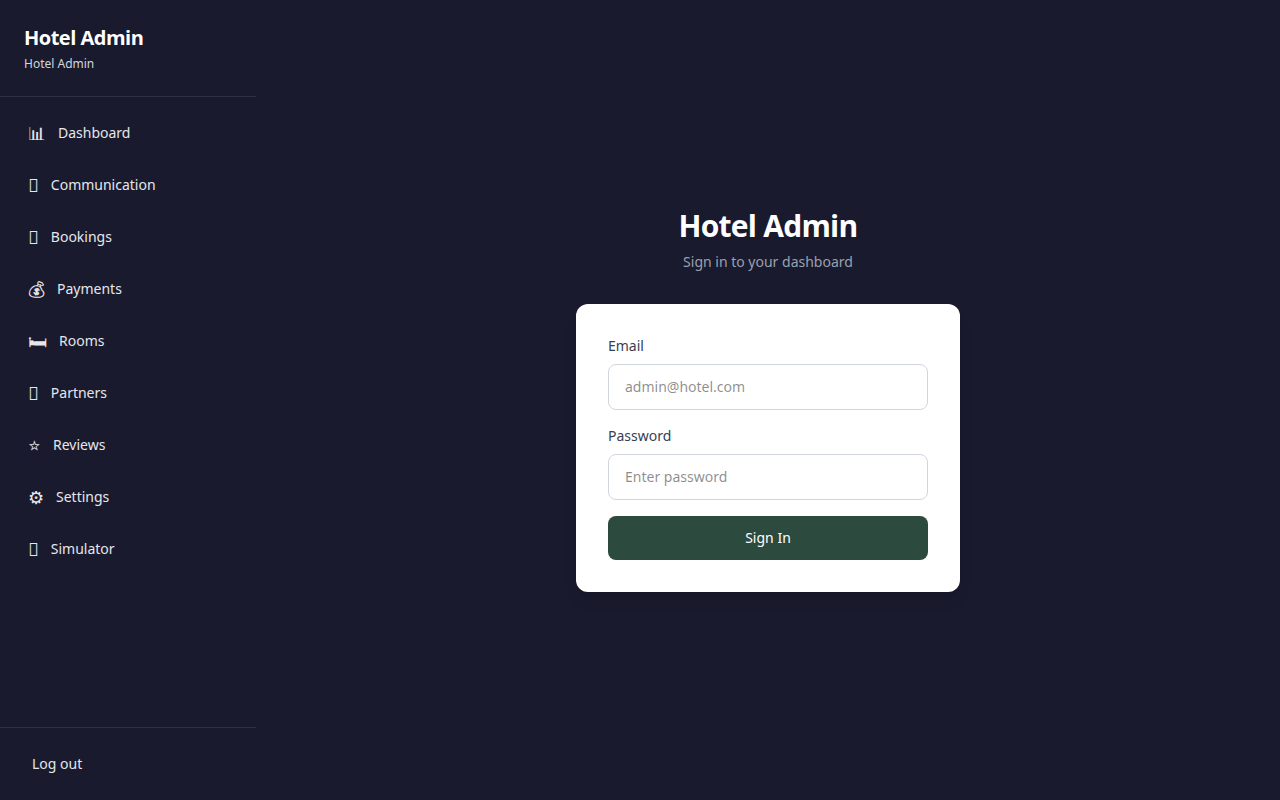 Hotel Admin
Hotel Admin
Dashboard
Communication
Bookings
Payments
Rooms
Partners
Reviews
Settings
Simulator
Log out
Hotel Admin
Sign in to your dashboard
Email
admin@hotel.com
Password
Enter password
Sign In